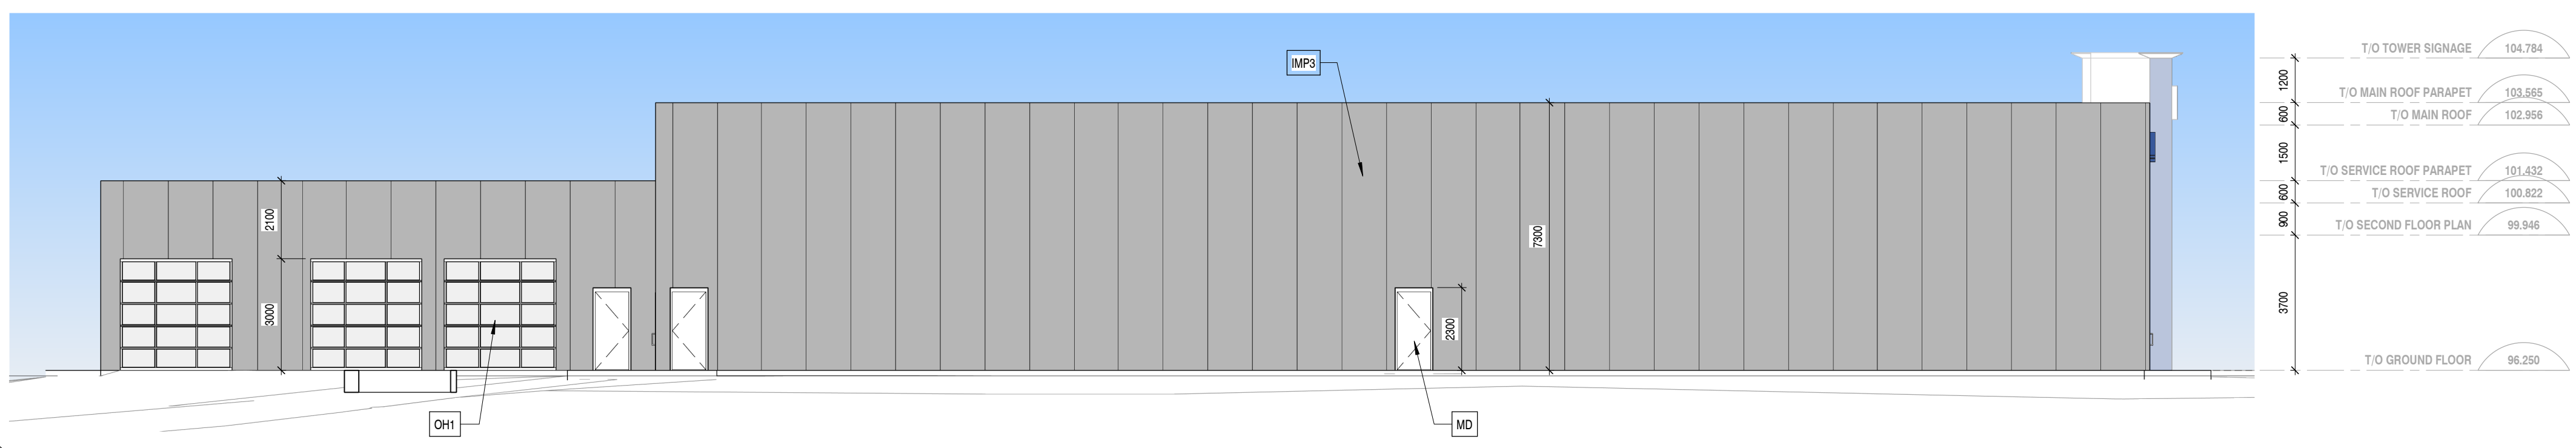 IMP3
T/O TOWER SIGNAGE 104.784
1200
T/O MAIN ROOF PARAPET 103.565
600
T/O MAIN ROOF 102.956
1500
T/O SERVICE ROOF PARAPET 101.432
600
T/O SERVICE ROOF 100.822
900
T/O SECOND FLOOR PLAN 99.946
2100
7300
3000
2300
3700
T/O GROUND FLOOR 96.250
OH1
MD